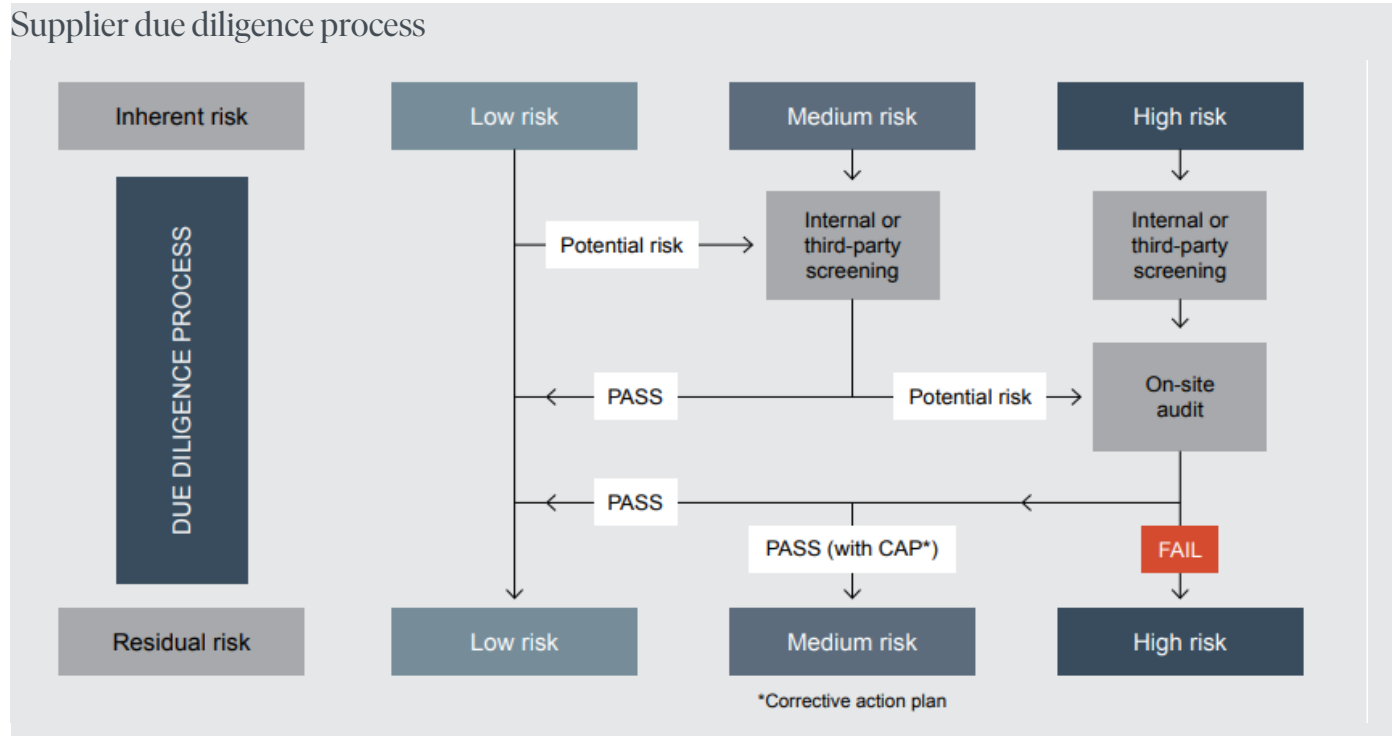 Supplier due diligence process
Inherent risk
Low risk
Medium risk
High risk
DUE DILIGENCE PROCESS
Internal or
third-party
screening
Internal or
third-party
screening
Potential risk
On-site
audit
PASS
Potential risk
PASS
PASS (with CAP*)
FAIL
Residual risk
Low risk
Medium risk
High risk
*Corrective action plan